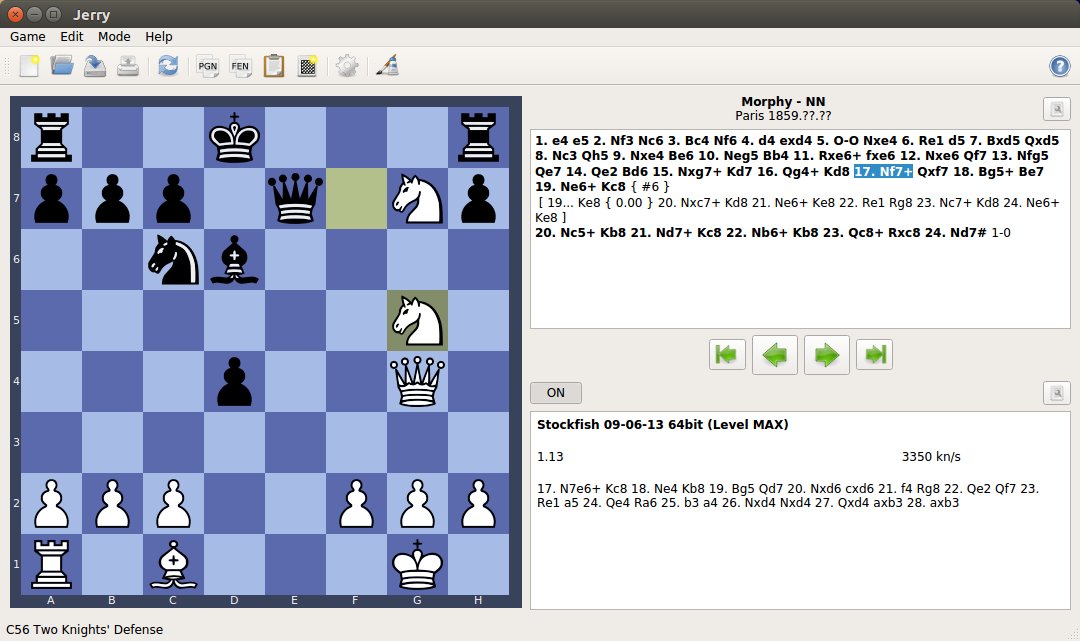 Jerry
Game Edit Mode Help
PGN FEN
Morphy - NN
Paris 1859.??.??
1. e4 e5 2. Nf3 Nc6 3. Bc4 Nf6 4. d4 exd4 5. O-O Nxe4 6. Re1 d5 7. Bxd5 Qxd5
8. Nc3 Qh5 9. Nxe4 Be6 10. Neg5 Bb4 11. Rxe6+ fxe6 12. Nxe6 Qf7 13. Nfg5
Qe7 14. Qe2 Bd6 15. Nxg7+ Kd7 16. Qg4+ Kd8 17. Nf7+ Qxf7 18. Bg5+ Be7
19. Ne6+ Kc8 { #6 }
[ 19... Ke8 { 0.00 } 20. Nxc7+ Kd8 21. Ne6+ Ke8 22. Re1 Rg8 23. Nc7+ Kd8 24. Ne6+
Ke8 ]
20. Nc5+ Kb8 21. Nd7+ Kc8 22. Nb6+ Kb8 23. Qc8+ Rxc8 24. Nd7# 1-0
ON
Stockfish 09-06-13 64bit (Level MAX)
1.13 3350 kn/s
17. N7e6+ Kc8 18. Ne4 Kb8 19. Bg5 Qd7 20. Nxd6 cxd6 21. f4 Rg8 22. Qe2 Qf7 23.
Re1 a5 24. Qe4 Ra6 25. b3 a4 26. Nxd4 Nxd4 27. Qxd4 axb3 28. axb3
8
7
6
5
4
3
2
1
A B C D E F G H
C56 Two Knights' Defense